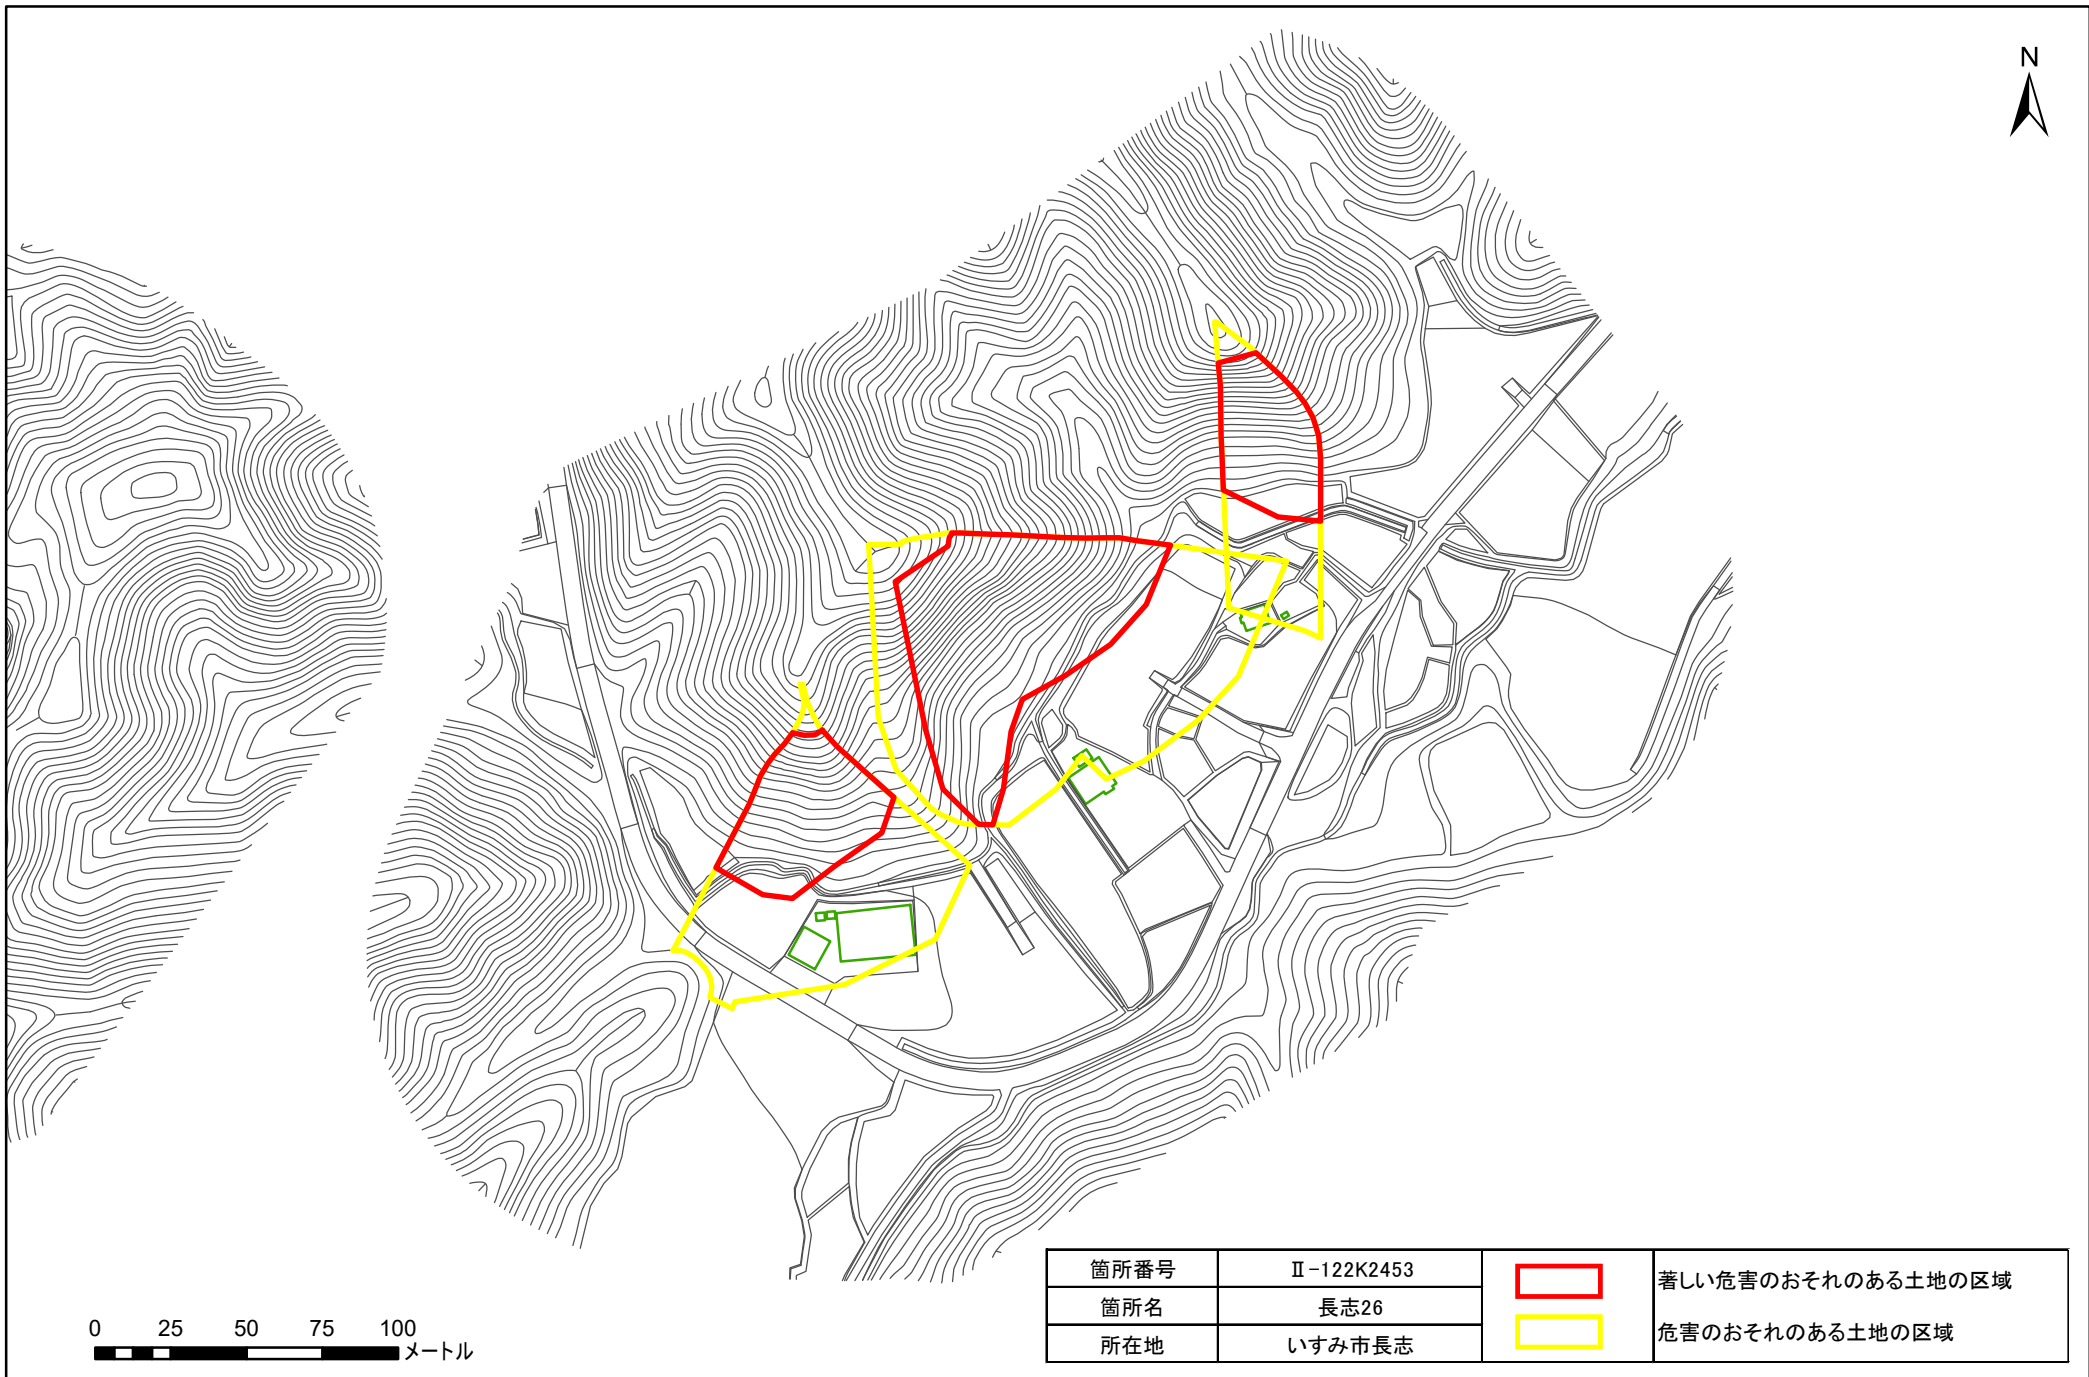 N
箇所番号 Ⅱ-122K2453
箇所名 長志26
所在地 いすみ市長志
著しい危害のおそれのある土地の区域
危害のおそれのある土地の区域
0 25 50 75 100
メートル